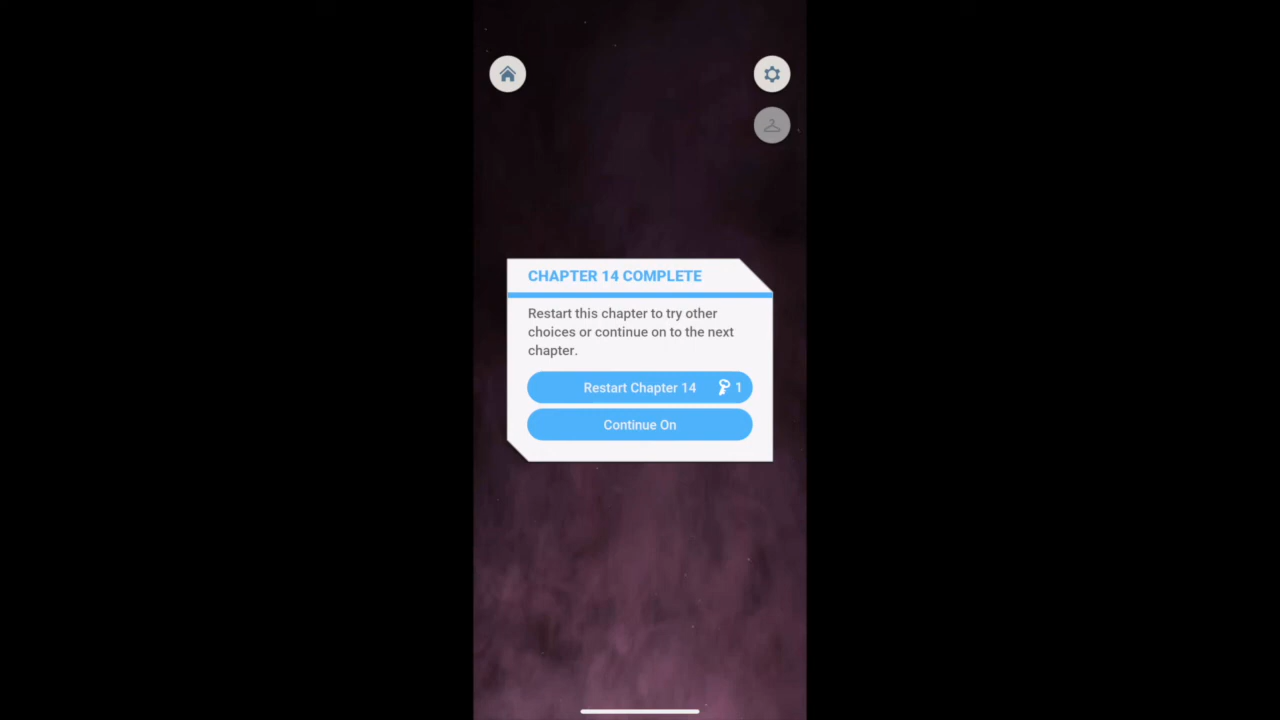 CHAPTER 14 COMPLETE
Restart this chapter to try other
choices or continue on to the next
chapter.
Restart Chapter 14 1
Continue On